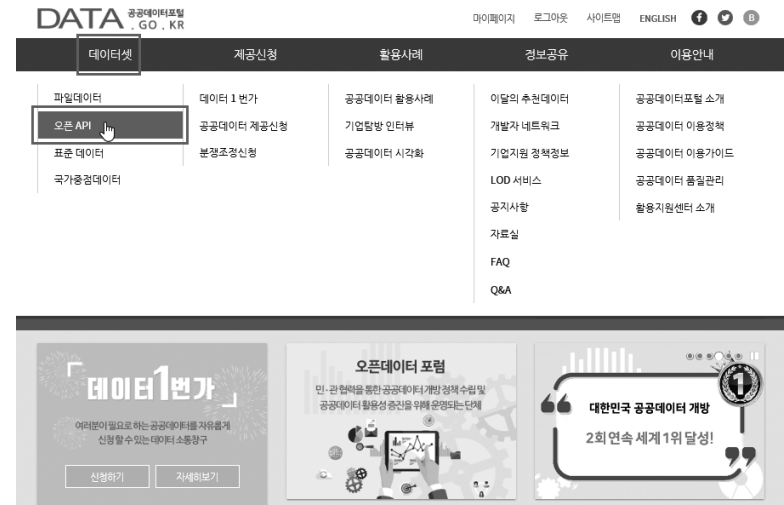 DATA 공공데이터포털
. GO . KR
마이페이지 로그아웃 사이트맵 ENGLISH f B
데이터셋 제공신청 활용사례 정보공유 이용안내
파일데이터 데이터 1 번가 공공데이터 활용사례 이달의 추천데이터 공공데이터포털 소개
오픈 API 공공데이터 제공신청 기업탐방 인터뷰 개발자 네트워크 공공데이터 이용정책
표준 데이터 분쟁조정신청 공공데이터 시각화 기업지원 정책정보 공공데이터 이용가이드
국가중점데이터 LOD 서비스 공공데이터 품질관리
공지사항 활용지원센터 소개
자료실
FAQ
Q&A
「데이터1번가」
여러분이 필요로 하는 공공데이터를 자유롭게
신청할 수 있는 데이터 소통창구
신청하기 자세히보기
오픈데이터 포럼
민·관 협력을 통한 공공데이터 개방 정책 수립 및
공공데이터 활용성 증진을 위해 운영되는 단체
1
“ 대한민국 공공데이터 개방
2회 연속 세계 1위 달성! ”